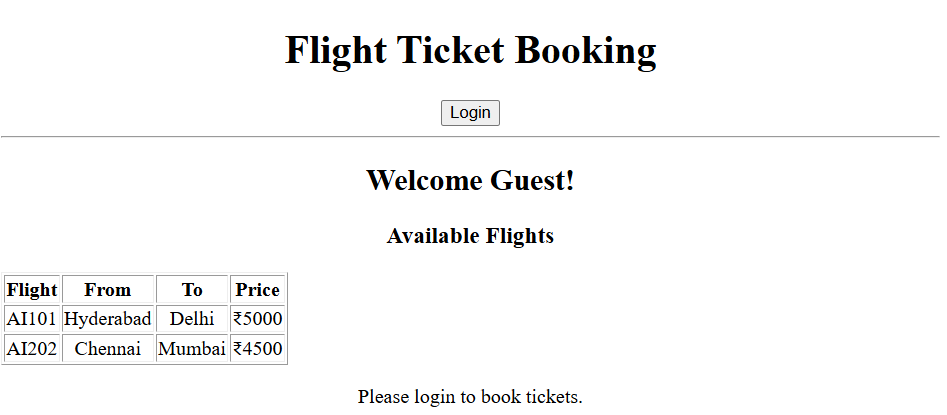 Flight Ticket Booking
Login
Welcome Guest!
Available Flights
Flight From To Price
AI101 Hyderabad Delhi ₹5000
AI202 Chennai Mumbai ₹4500
Please login to book tickets.